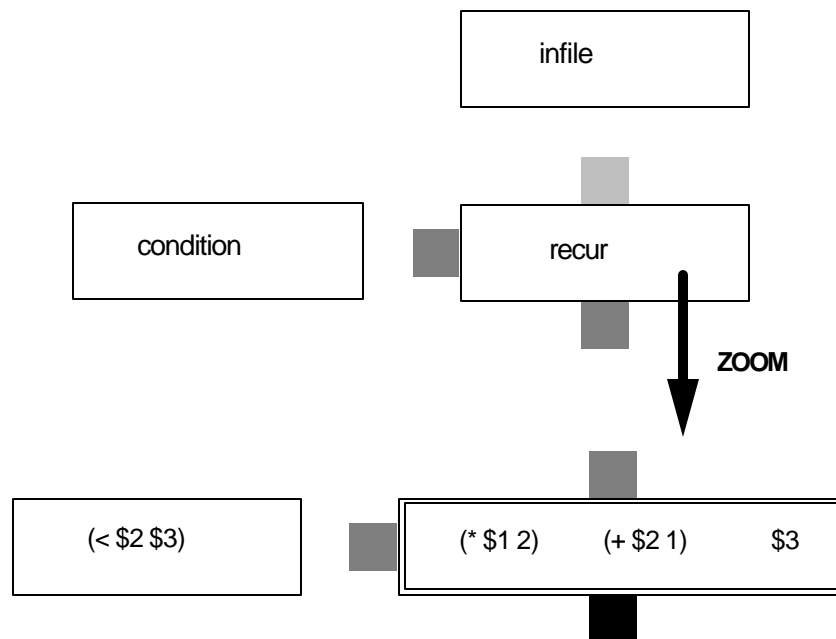 infile
condition
recur
ZOOM
(< $2 $3)
(* $1 2) (+ $2 1) $3